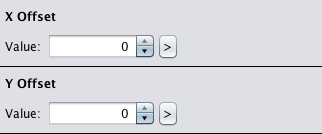 X Offset
Value: 0 >
Y Offset
Value: 0 >